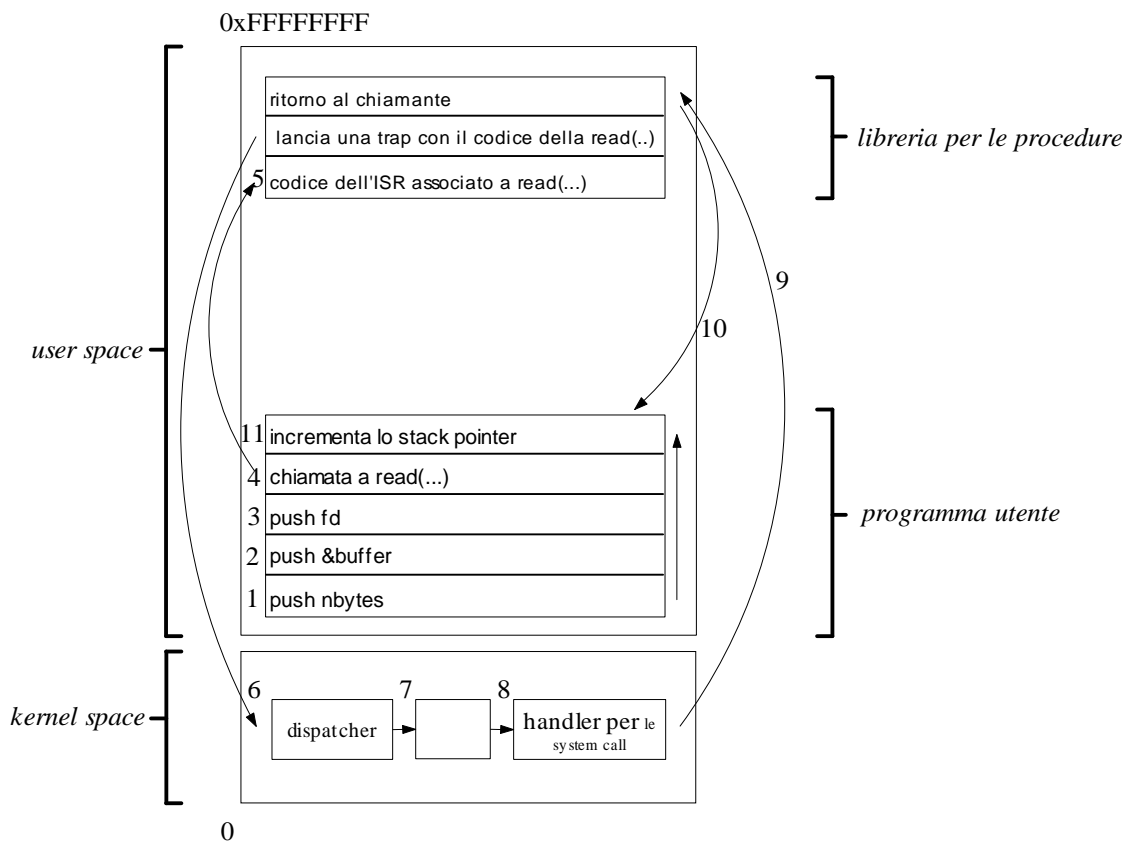 0xFFFFFFFF
ritorno al chiamante
lancia una trap con il codice della read(..)
5 codice dell'ISR associato a read(...)
libreria per le procedure
9
10
user space
11 incrementa lo stack pointer
4 chiamata a read(...)
3 push fd
2 push &buffer
1 push nbytes
programma utente
6
7
8
kernel space
dispatcher
handler per le
system call
0